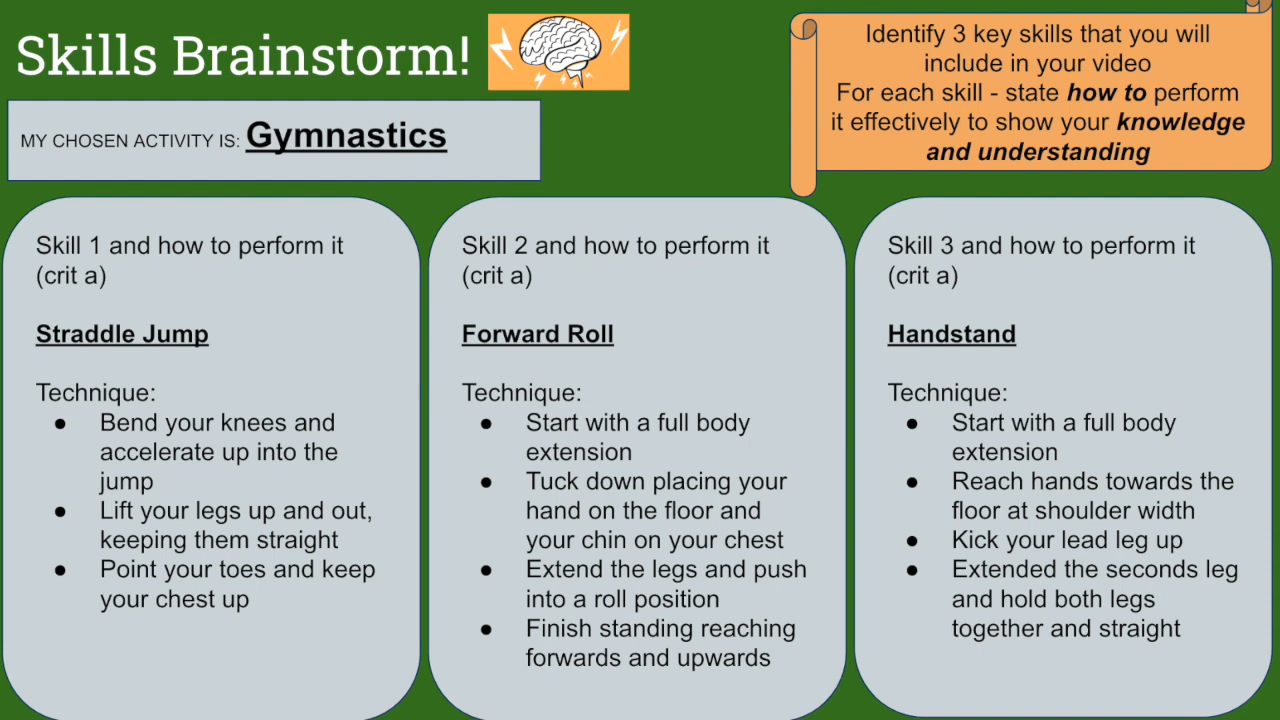 Skills Brainstorm!
Identify 3 key skills that you will
include in your video
For each skill - state how to perform
it effectively to show your knowledge
and understanding
MY CHOSEN ACTIVITY IS: Gymnastics
Skill 1 and how to perform it
(crit a)
Straddle Jump
Technique:
● Bend your knees and
accelerate up into the
jump
● Lift your legs up and out,
keeping them straight
● Point your toes and keep
your chest up
Skill 2 and how to perform it
(crit a)
Forward Roll
Technique:
● Start with a full body
extension
● Tuck down placing your
hand on the floor and
your chin on your chest
● Extend the legs and push
into a roll position
● Finish standing reaching
forwards and upwards
Skill 3 and how to perform it
(crit a)
Handstand
Technique:
● Start with a full body
extension
● Reach hands towards the
floor at shoulder width
● Kick your lead leg up
● Extended the seconds leg
and hold both legs
together and straight